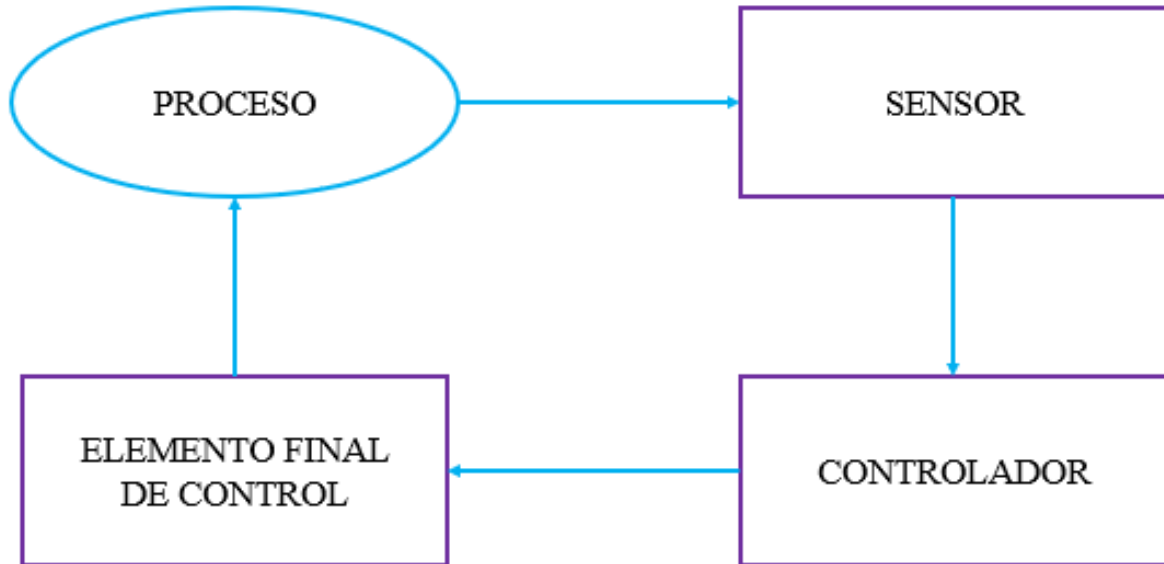 PROCESO
SENSOR
ELEMENTO FINAL
DE CONTROL
CONTROLADOR